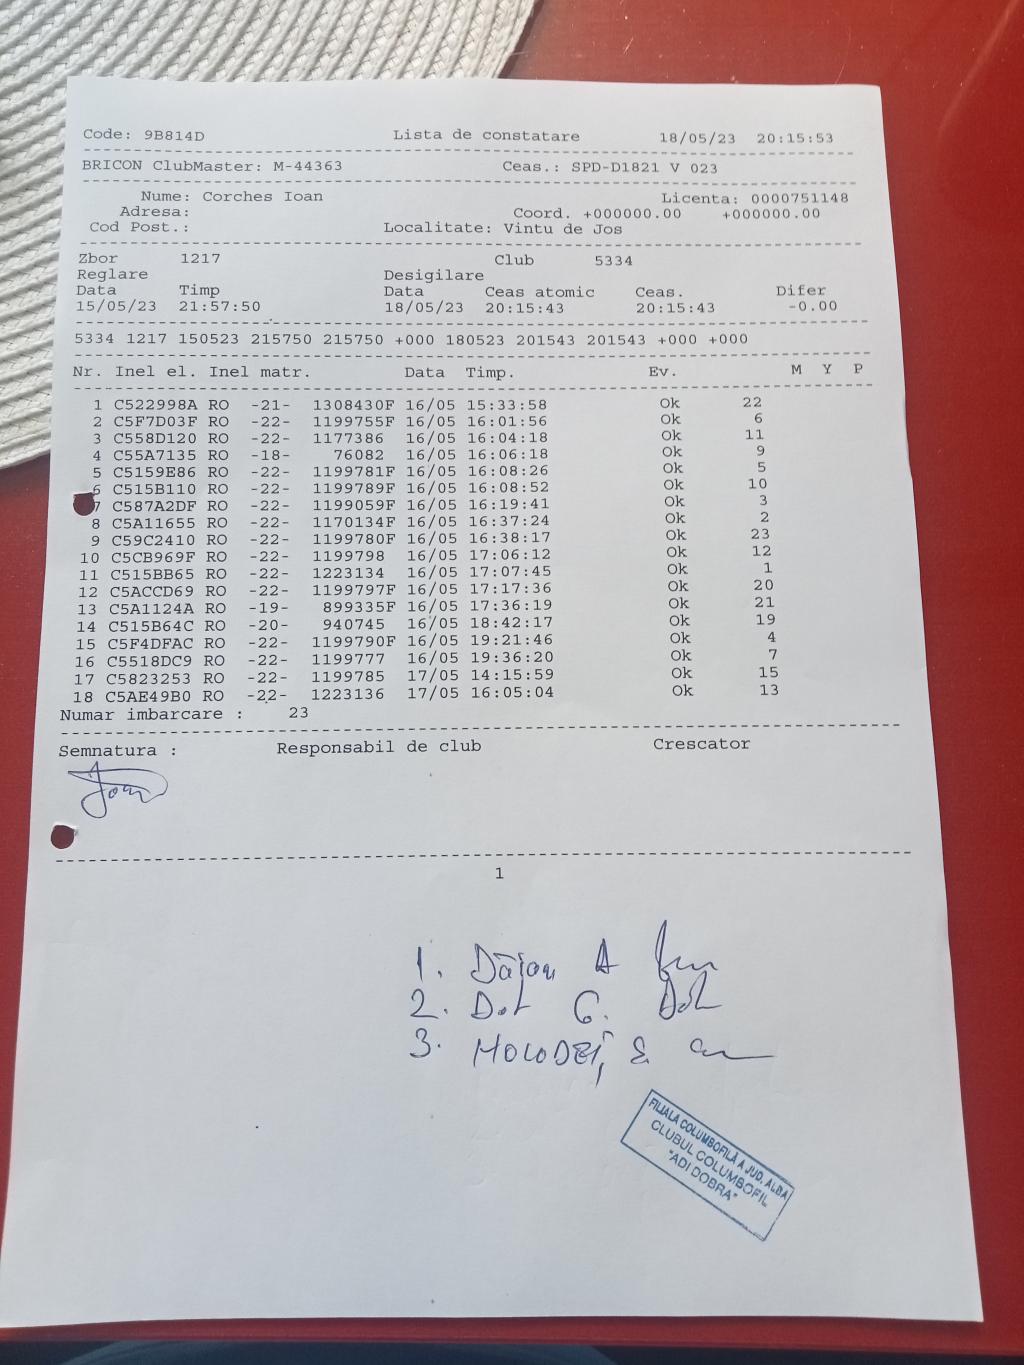 Code: 9B814D Lista de constatare 18/05/23 20:15:53
BRICON ClubMaster: M-44363 Ceas.: SPD-D1821 V 023
Nume: Corches Ioan Licenta: 0000751148
Adresa: Coord. +000000.00 +000000.00
Cod Post.: Localitate: Vintu de Jos
Zbor 1217 Club 5334
Reglare Desigilare
Data Timp Data Ceas atomic Ceas. Difer
15/05/23 21:57:50 18/05/23 20:15:43 20:15:43 -0.00
5334 1217 150523 215750 215750 +000 180523 201543 201543 +000 +000
Nr. Inel el. Inel matr. Data Timp. Ev. M Y P
1 C522998A RO -21- 1308430F 16/05 15:33:58 Ok 22
2 C5F7D03F RO -22- 1199755F 16/05 16:01:56 Ok 6
3 C558D120 RO -22- 1177386 16/05 16:04:18 Ok 11
4 C55A7135 RO -18- 76082 16/05 16:06:18 Ok 9
5 C5159E86 RO -22- 1199781F 16/05 16:08:26 Ok 5
6 C515B110 RO -22- 1199789F 16/05 16:08:52 Ok 10
7 C587A2DF RO -22- 1199059F 16/05 16:19:41 Ok 3
8 C5A11655 RO -22- 1170134F 16/05 16:37:24 Ok 2
9 C59C2410 RO -22- 1199780F 16/05 16:38:17 Ok 23
10 C5CB969F RO -22- 1199798 16/05 17:06:12 Ok 12
11 C515BB65 RO -22- 1223134 16/05 17:07:45 Ok 1
12 C5ACCD69 RO -22- 1199797F 16/05 17:17:36 Ok 20
13 C5A1124A RO -19- 899335F 16/05 17:36:19 Ok 21
14 C515B64C RO -20- 940745 16/05 18:42:17 Ok 19
15 C5F4DFAC RO -22- 1199790F 16/05 19:21:46 Ok 4
16 C5518DC9 RO -22- 1199777 16/05 19:36:20 Ok 7
17 C5823253 RO -22- 1199785 17/05 14:15:59 Ok 15
18 C5AE49B0 RO -22- 1223136 17/05 16:05:04 Ok 13
Numar imbarcare : 23
Semnatura : Responsabil de club Crescator
1
1. A
2. G.
3.
FILIALA COLUMBOFILĂ A JUD. ALBA
CLUBUL COLUMBOFIL
"ADI DOBRA"